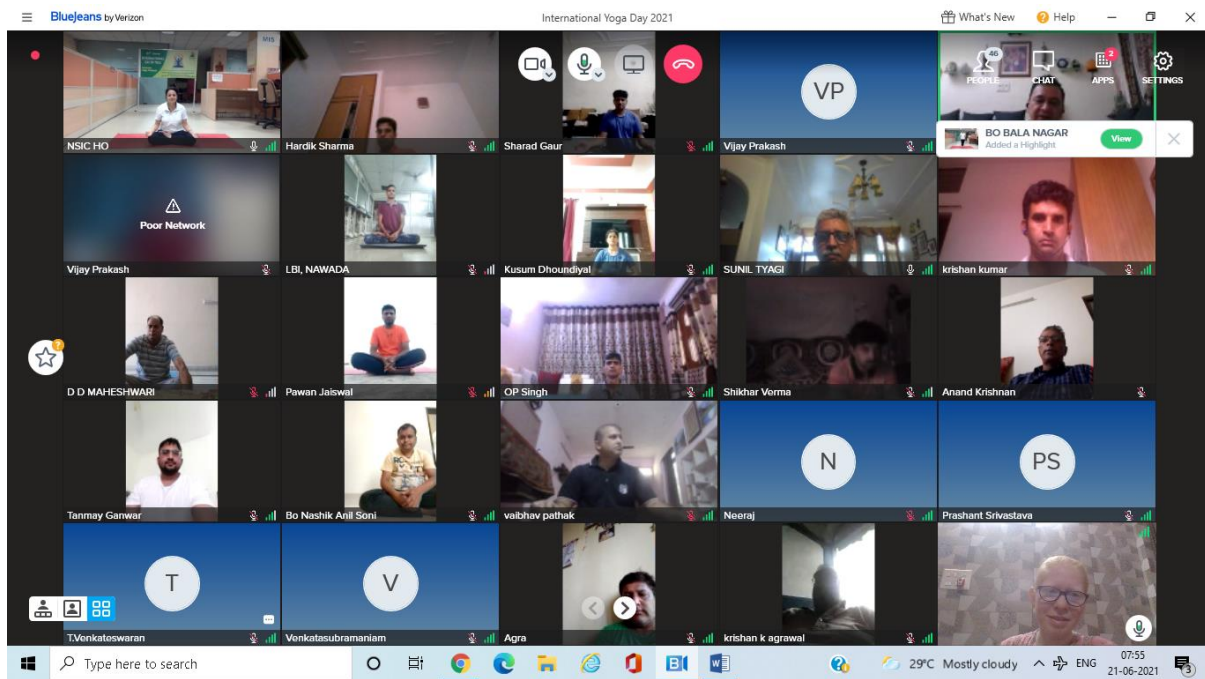 BlueJeans by Verizon
International Yoga Day 2021
What's New
Help
46
PEOPLE
CHAT
2
APPS
SETTINGS
NSIC HO
Hardik Sharma
Sharad Gaur
VP
Vijay Prakash
BO BALA NAGAR
Added a Highlight
View
Poor Network
Vijay Prakash
LBI, NAWADA
Kusum Dhoundiyal
SUNIL TYAGI
krishan kumar
D D MAHESHWARI
Pawan Jaiswal
OP Singh
Shikhar Verma
Anand Krishnan
Tanmay Ganwar
Bo Nashik Anil Soni
vaibhav pathak
N
Neeraj
PS
Prashant Srivastava
T
T.Venkateswaran
V
Venkatasubramaniam
Agra
krishan k agrawal
Type here to search
29°C Mostly cloudy
ENG
07:55
21-06-2021
3